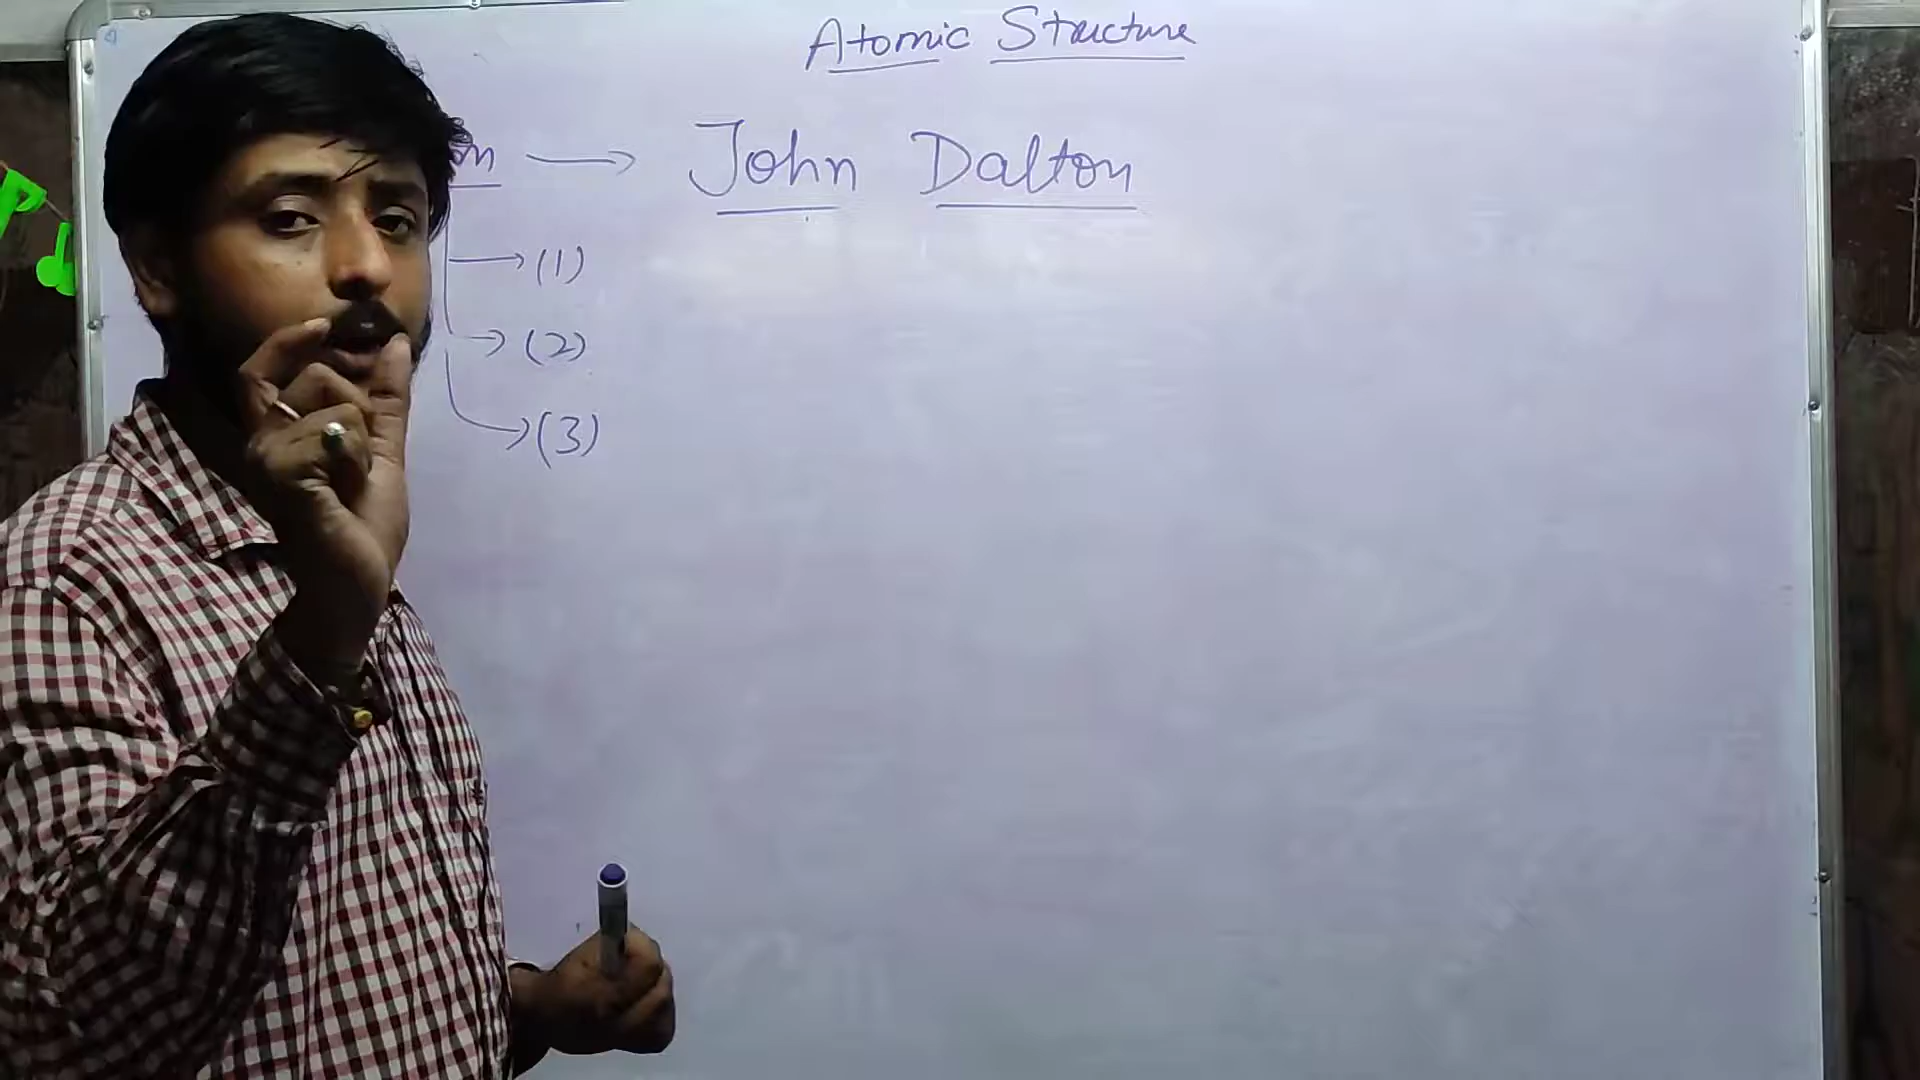 Atomic Structure
→ John Dalton
→ (1)
→ (2)
→ (3)